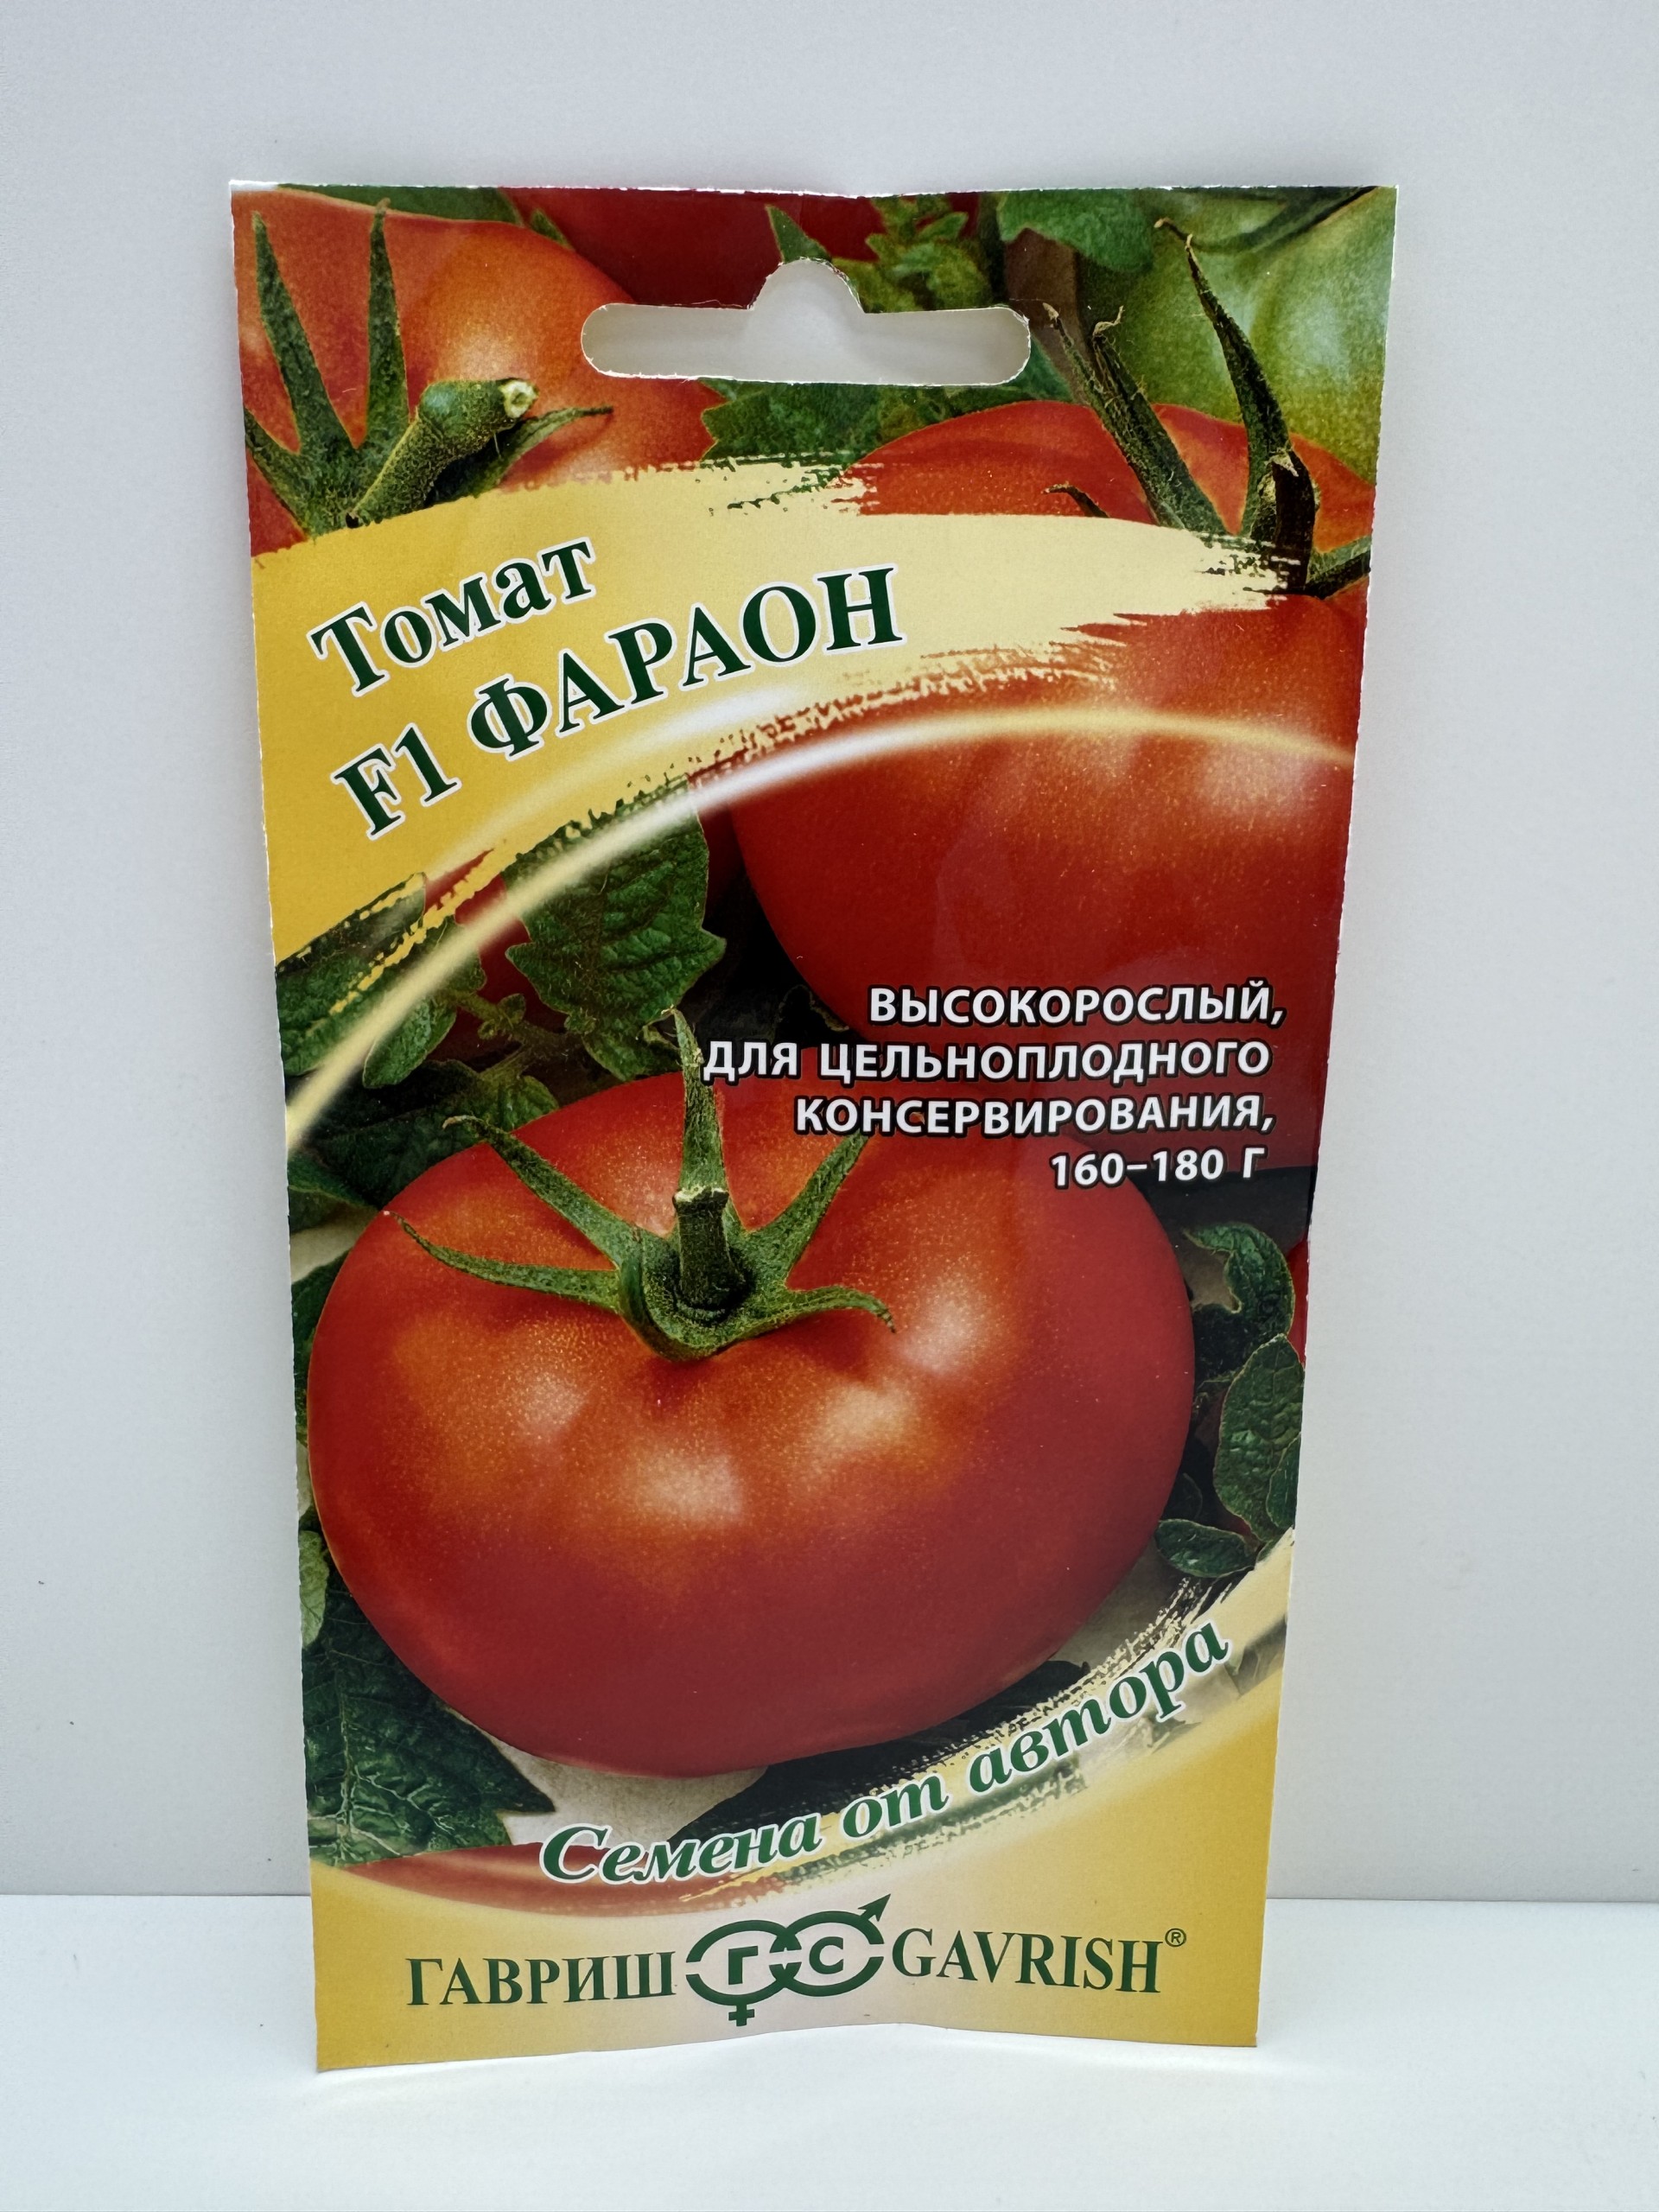 Томат
F1 ФАРАОН
ВЫСОКОРОСЛЫЙ,
ДЛЯ ЦЕЛЬНОПЛОДНОГО
КОНСЕРВИРОВАНИЯ,
160–180 Г
Семена от автора
ГАВРИШ ГС GAVRISH®